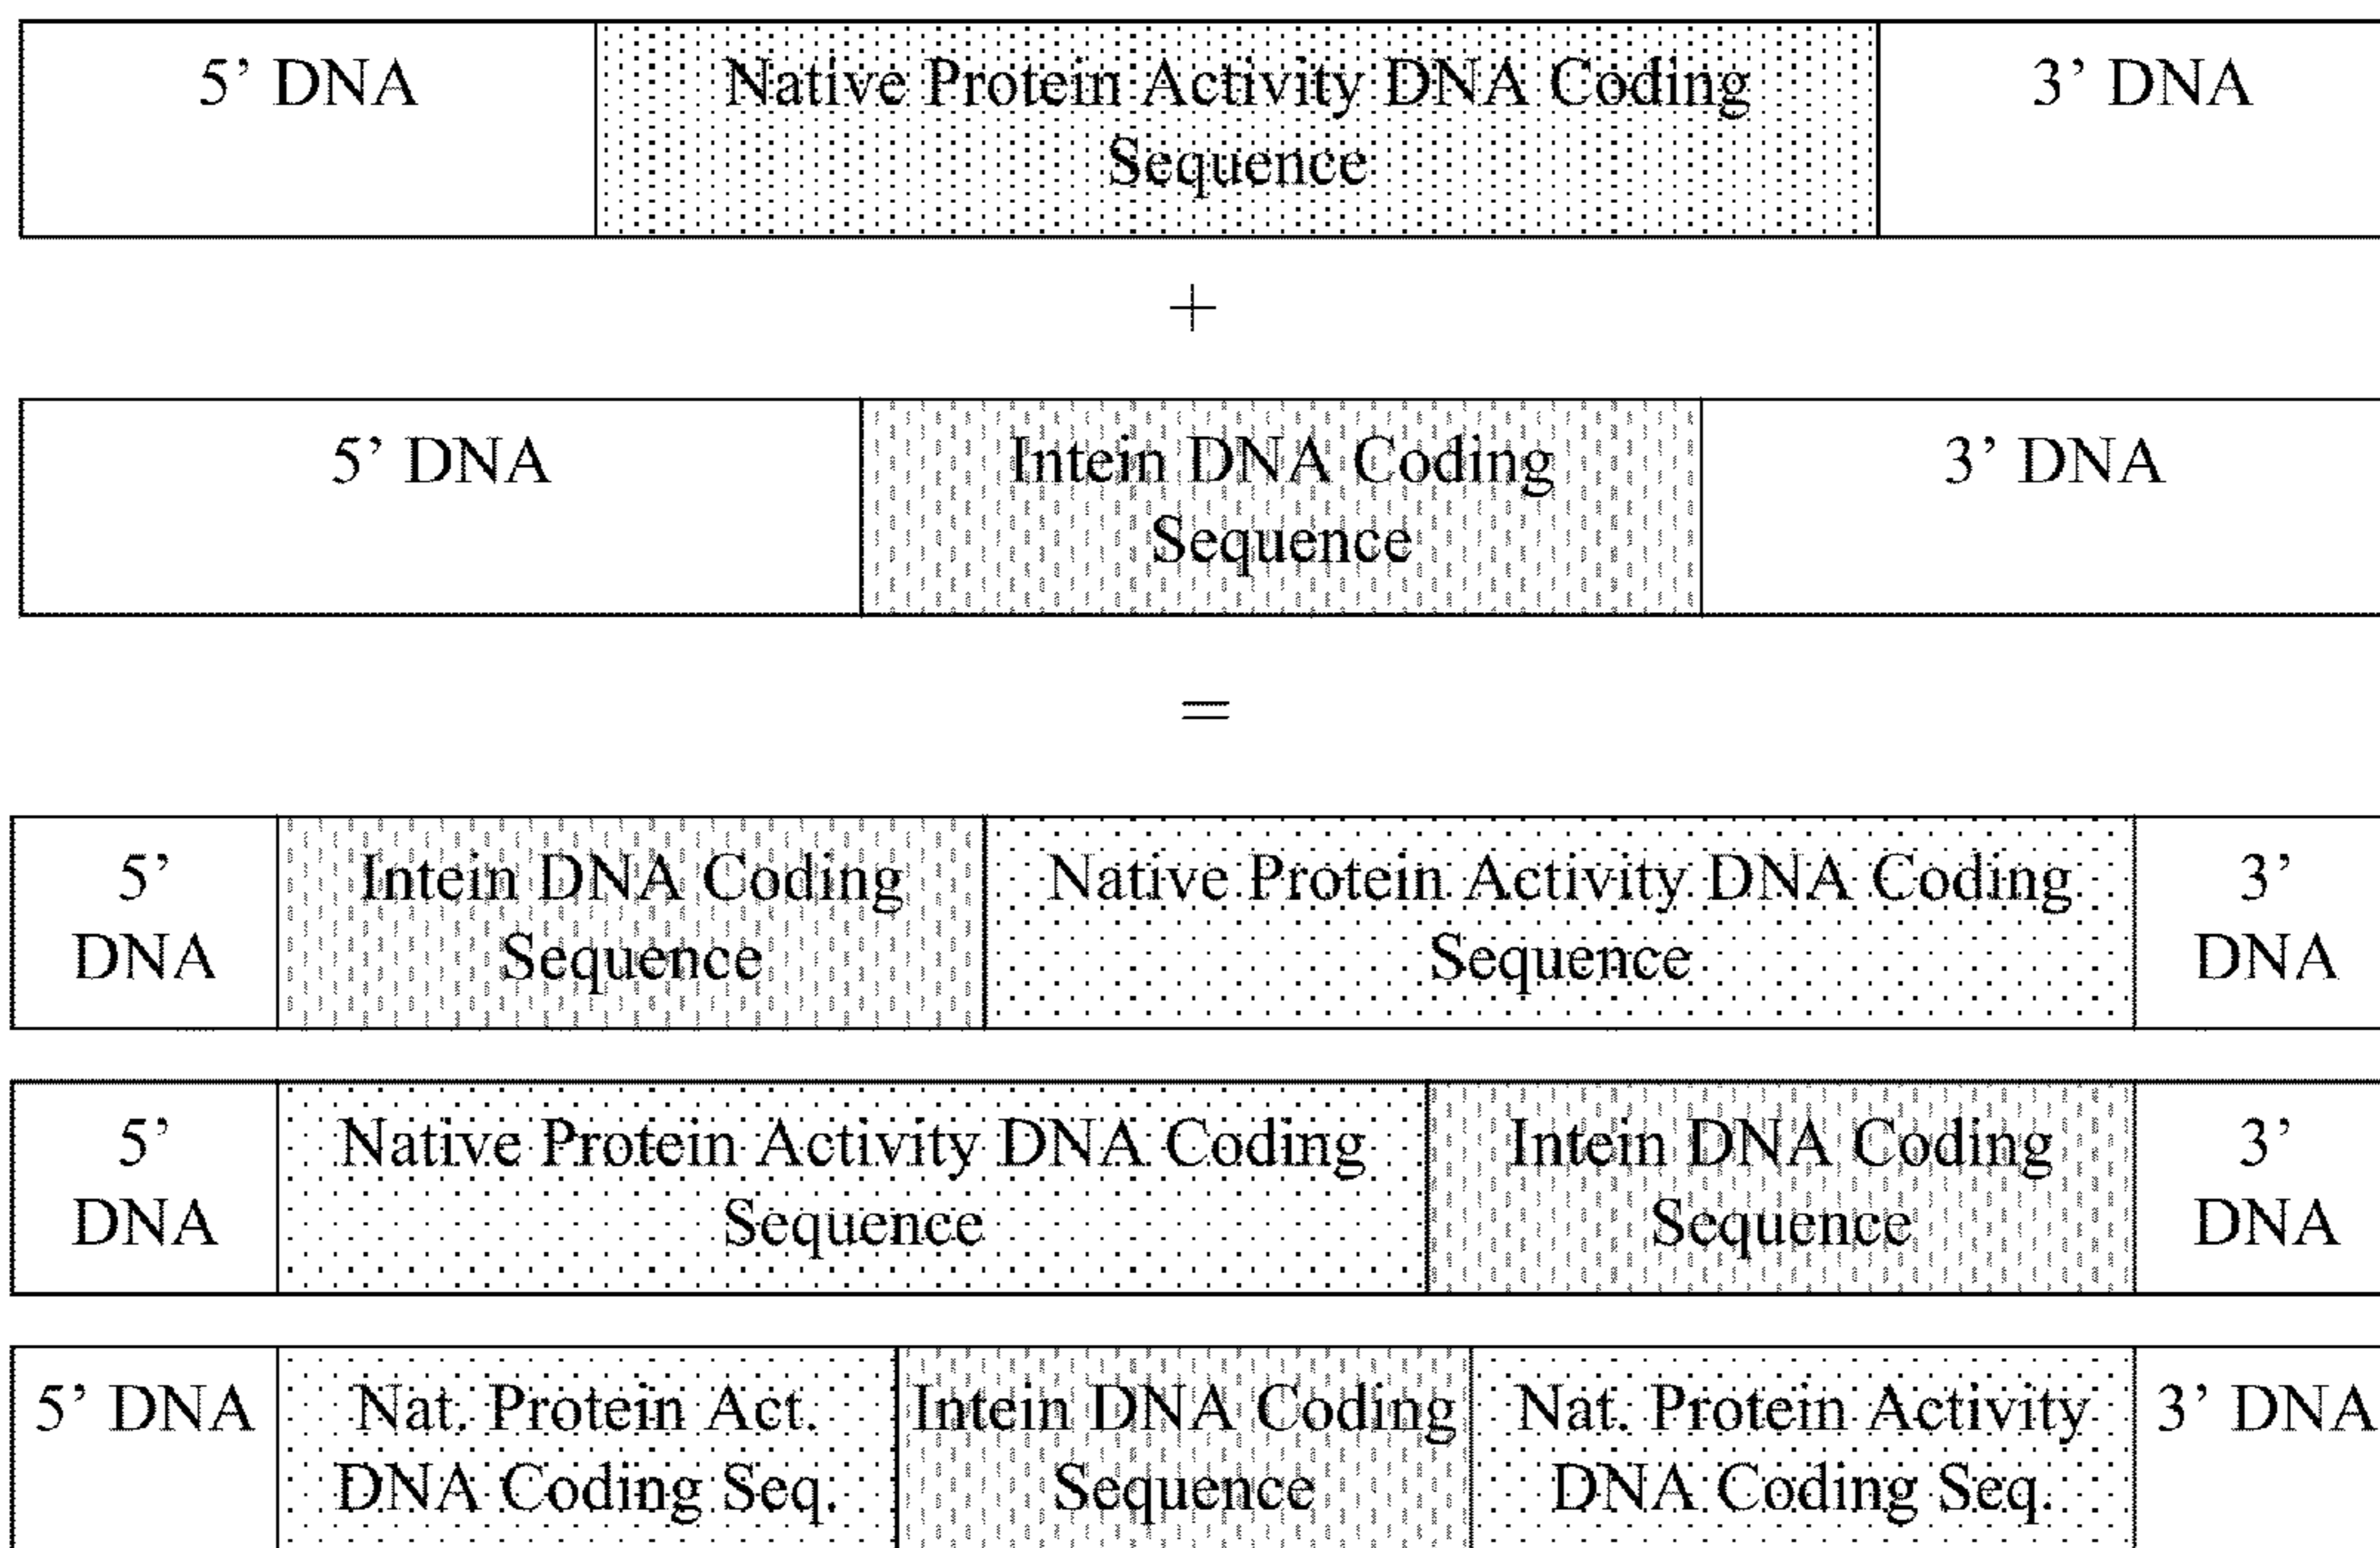 5’ DNA Native Protein Activity DNA Coding 3’ DNA
Sequence
+
5’ DNA Intein DNA Coding 3’ DNA
Sequence
=
5’ Intein DNA Coding Native Protein Activity DNA Coding 3’
DNA Sequence Sequence DNA
5’ Native Protein Activity DNA Coding Intein DNA Coding 3’
DNA Sequence Sequence DNA
5’ DNA Nat. Protein Act. Intein DNA Coding Nat. Protein Activity 3’ DNA
DNA Coding Seq. Sequence DNA Coding Seq.